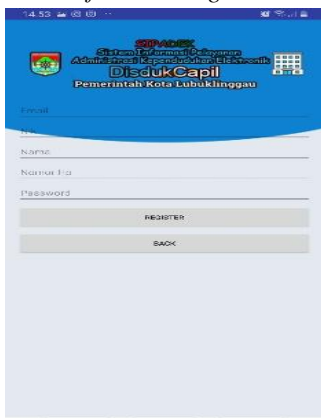 14.53
SIPADEK
Sistem Informasi Pelayanan
Administrasi Kependudukan Elektronik
DisdukCapil
Pemerintah Kota Lubuklinggau
Email
Nama
Nomor Hp
Password
REGISTER
BACK